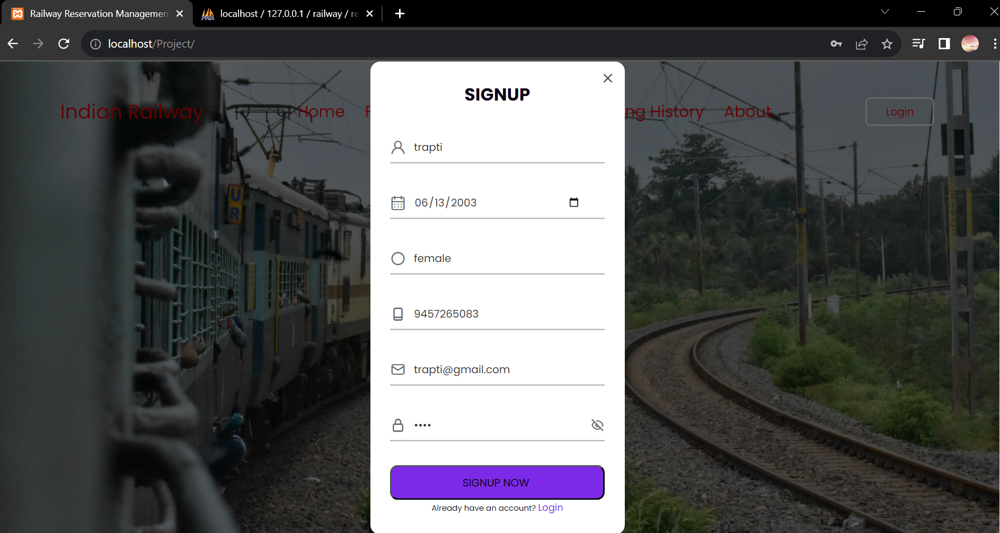 Railway Reservation Managemen
localhost / 127.0.0.1 / railway / re
localhost/Project/
SIGNUP
Indian Railway Home F ng History About Login
trapti
06/13/2003
female
9457265083
trapti@gmail.com
••••
SIGNUP NOW
Already have an account? Login
UR